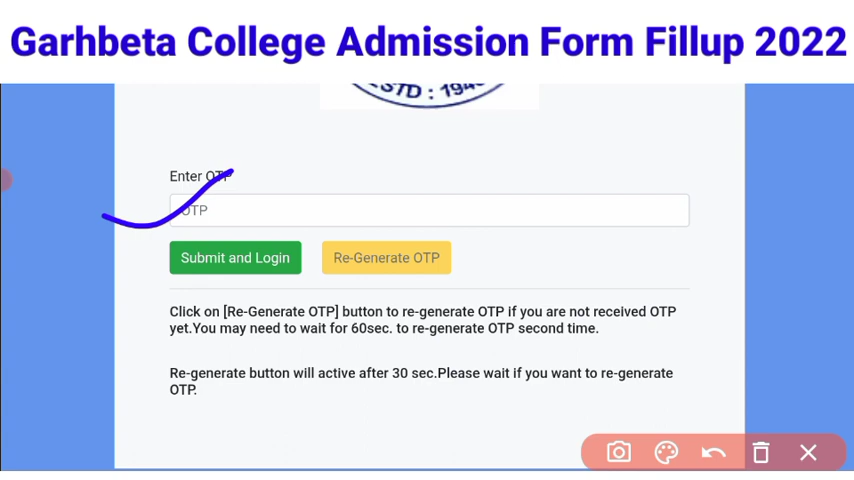 Garhbeta College Admission Form Fillup 2022
ESTD : 194
Enter OTP
OTP
Submit and Login
Re-Generate OTP
Click on [Re-Generate OTP] button to re-generate OTP if you are not received OTP
yet.You may need to wait for 60sec. to re-generate OTP second time.
Re-generate button will active after 30 sec.Please wait if you want to re-generate
OTP.